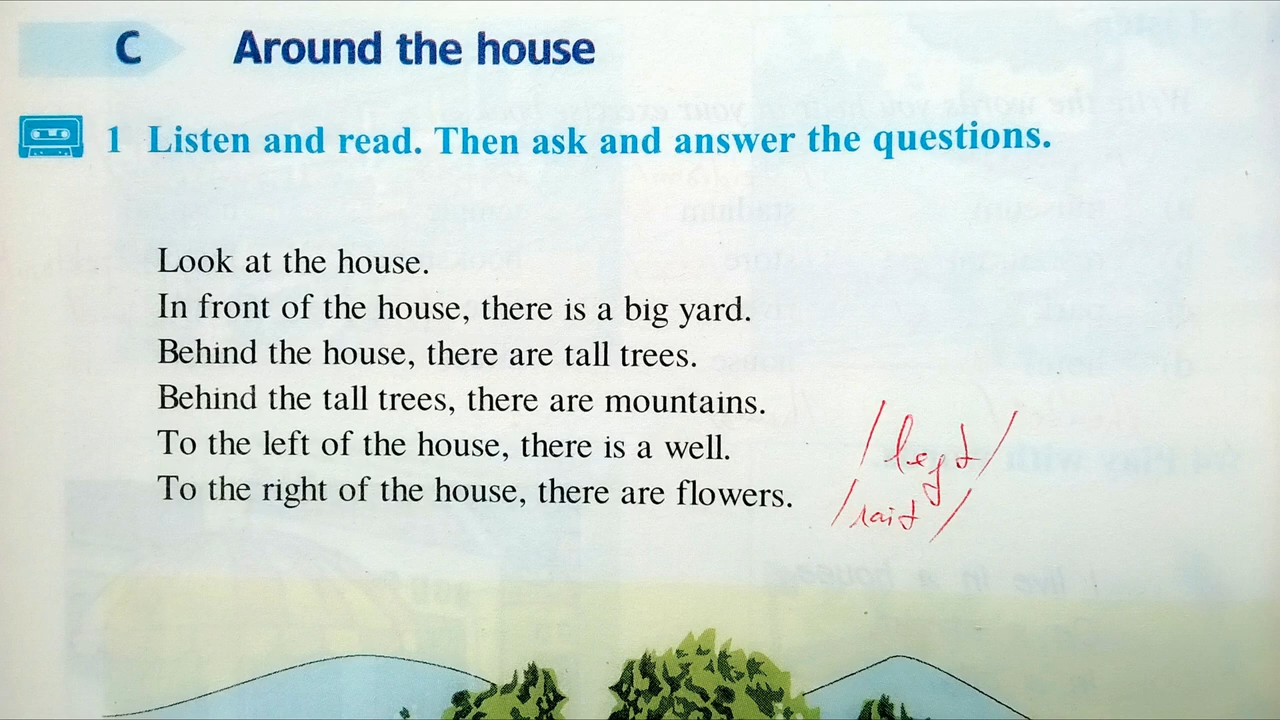 C Around the house
1 Listen and read. Then ask and answer the questions.
Look at the house.
In front of the house, there is a big yard.
Behind the house, there are tall trees.
Behind the tall trees, there are mountains.
To the left of the house, there is a well.
To the right of the house, there are flowers.
/left/
/rait/